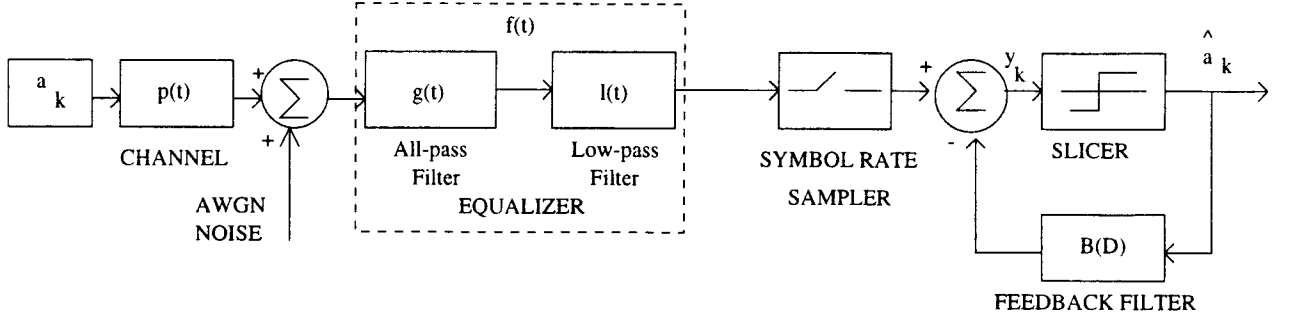 f(t)
a k
p(t)
+
+
g(t)
l(t)
+
-
y k
^
a k
CHANNEL
AWGN
NOISE
All-pass
Filter
Low-pass
Filter
EQUALIZER
SYMBOL RATE
SAMPLER
SLICER
B(D)
FEEDBACK FILTER